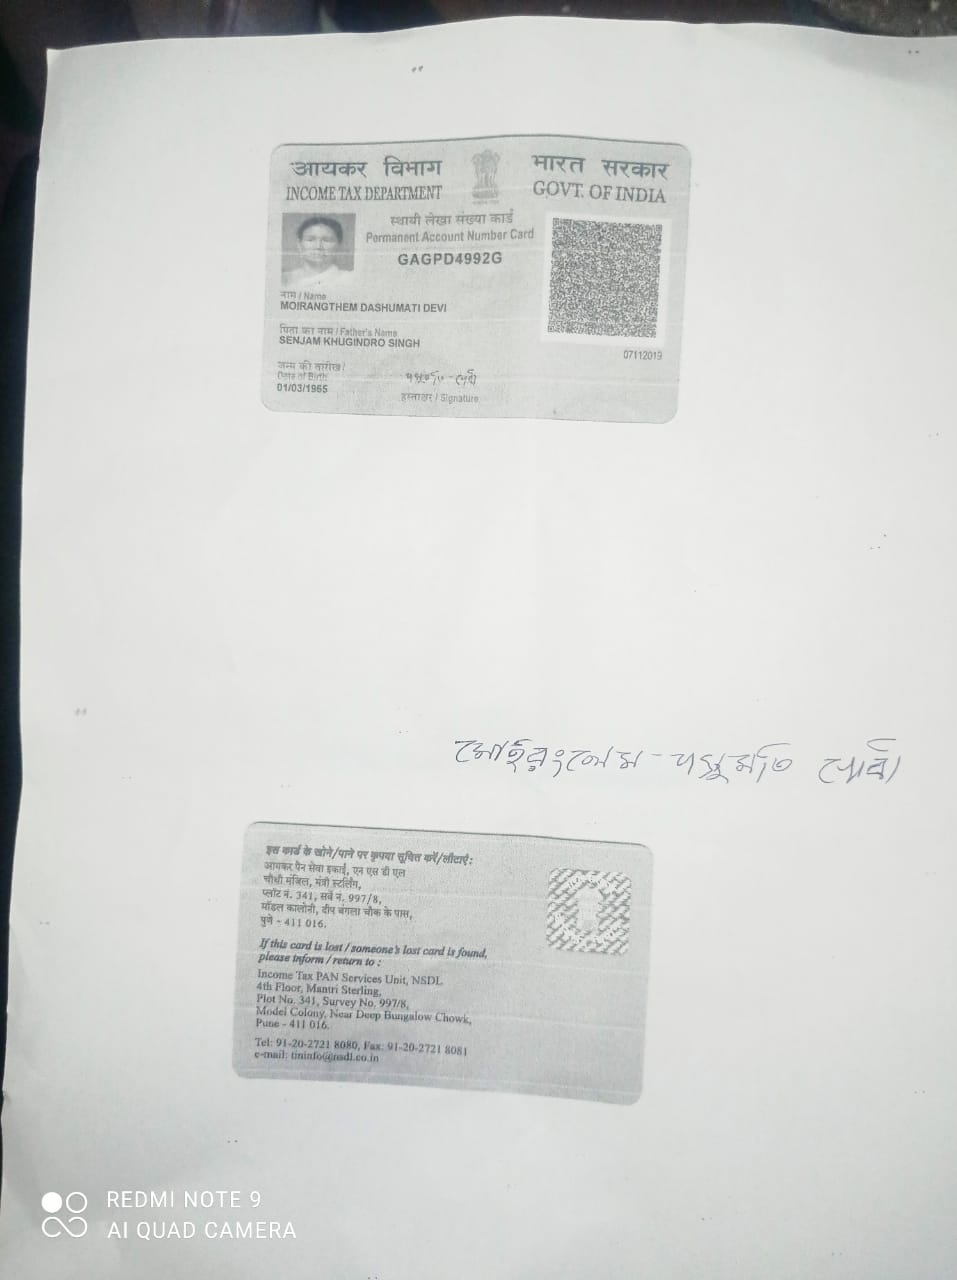 आयकर विभाग
INCOME TAX DEPARTMENT
भारत सरकार
GOVT. OF INDIA
स्थायी लेखा संख्या कार्ड
Permanent Account Number Card
GAGPD4992G
नाम / Name
MOIRANGTHEM DASHUMATI DEVI
पिता का नाम / Father's Name
SENJAM KHUGINDRO SINGH
07112019
जन्म की तारीख /
Date of Birth
01/03/1965
हस्ताक्षर / Signature
इस कार्ड के खोने/पाने पर कृपया सूचित करें/लौटाएं:
आयकर पैन सेवा इकाई, एन एस डी एल
चौथी मंजिल, मंत्री स्टर्लिंग,
प्लॉट नं. 341, सर्वे नं. 997/8,
मॉडल कालोनी, दीप बंगला चौक के पास,
पुणे - 411 016.
If this card is lost / someone's lost card is found,
please inform / return to :
Income Tax PAN Services Unit, NSDL
4th Floor, Mantri Sterling,
Plot No. 341, Survey No. 997/8,
Model Colony, Near Deep Bungalow Chowk,
Pune - 411 016.
Tel: 91-20-2721 8080, Fax: 91-20-2721 8081
e-mail: tininfo@nsdl.co.in
REDMI NOTE 9
AI QUAD CAMERA